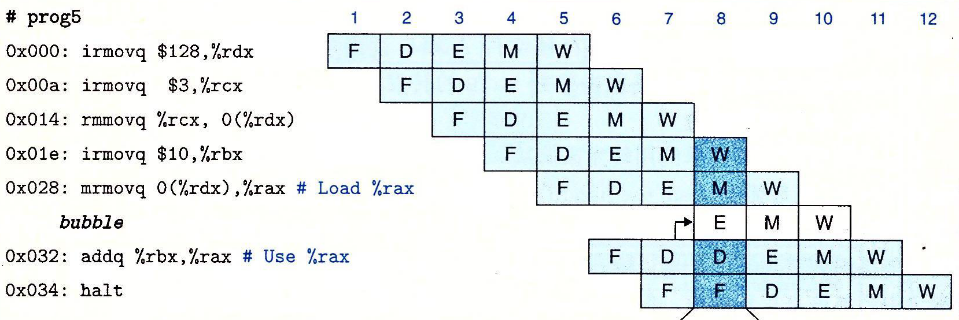 # prog5 1 2 3 4 5 6 7 8 9 10 11 12
0x000: irmovq $128,%rdx F D E M W
0x00a: irmovq $3,%rcx F D E M W
0x014: rmmovq %rcx, 0(%rdx) F D E M W
0x01e: irmovq $10,%rbx F D E M W
0x028: mrmovq 0(%rdx),%rax # Load %rax F D E M W
bubble E M W
0x032: addq %rbx,%rax # Use %rax F D D E M W
0x034: halt F F D E M W